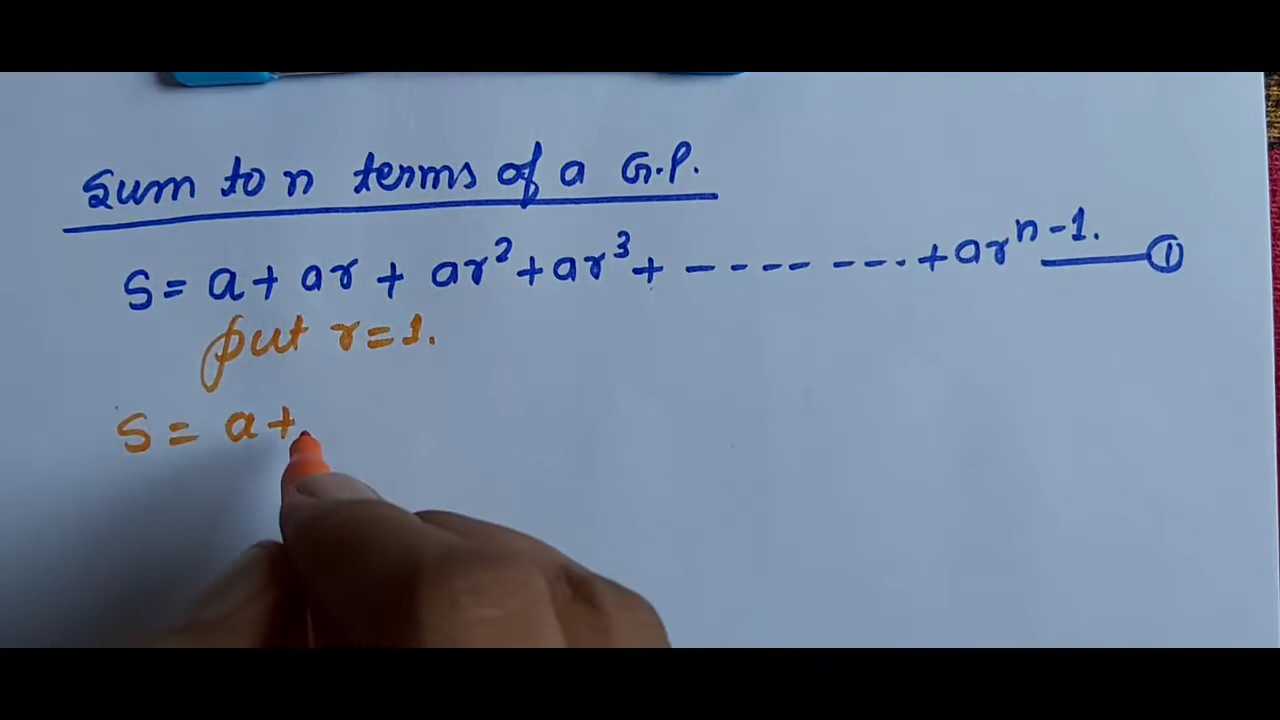 Sum to n terms of a G.P.
S = a + ar + ar² + ar³ + - - - - - - - - . + arⁿ⁻¹. —— ①
put r = 1.
S = a +